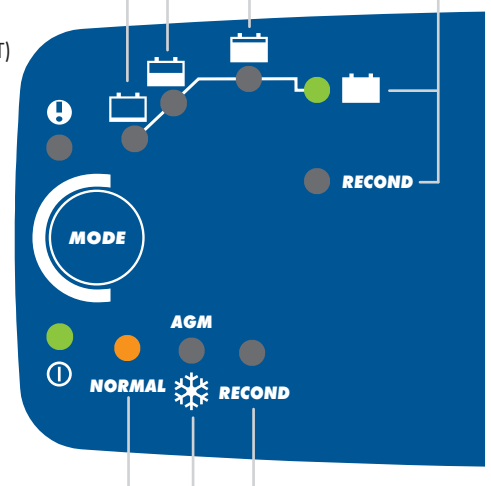 T)
RECOND
MODE
AGM
NORMAL
RECOND